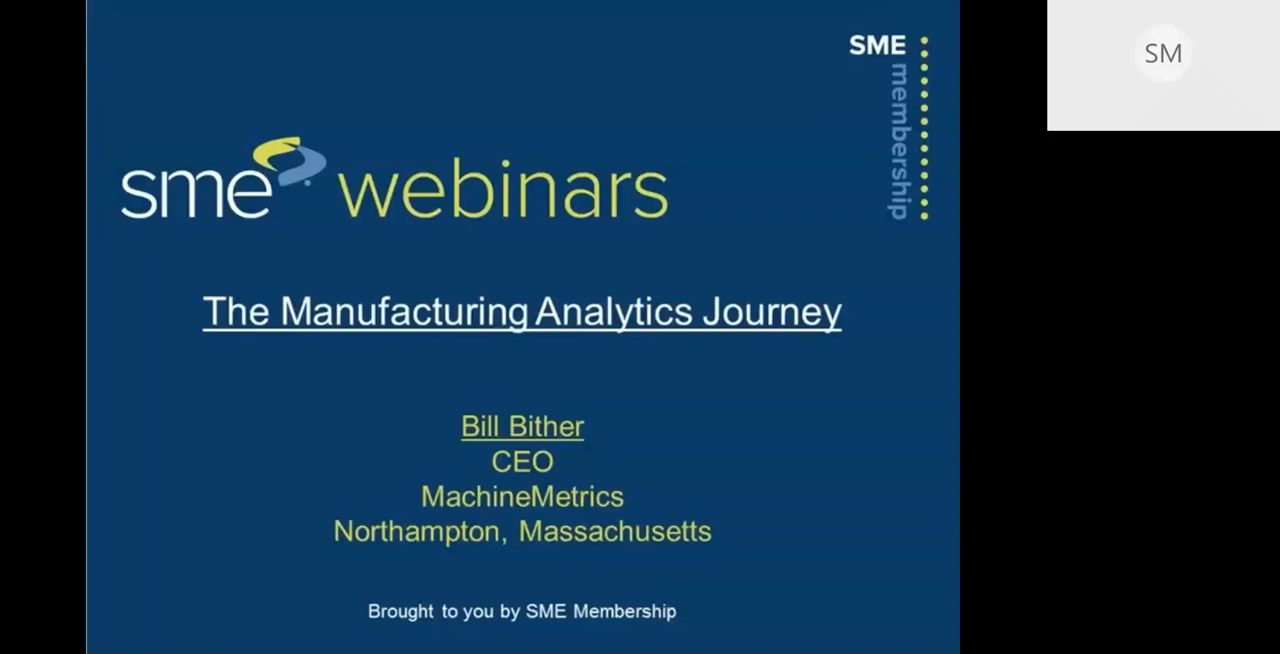 SME
membership
SM
sme webinars
The Manufacturing Analytics Journey
Bill Bither
CEO
MachineMetrics
Northampton, Massachusetts
Brought to you by SME Membership